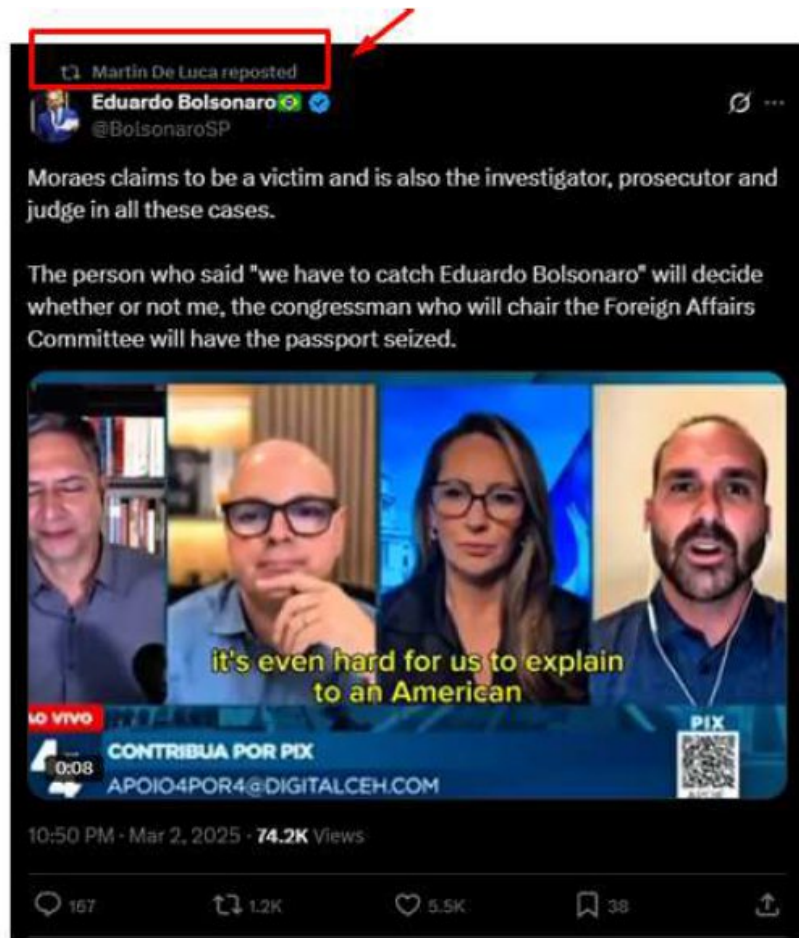 Martin De Luca reposted
Eduardo Bolsonaro
@BolsonaroSP
Moraes claims to be a victim and is also the investigator, prosecutor and
judge in all these cases.
The person who said "we have to catch Eduardo Bolsonaro" will decide
whether or not me, the congressman who will chair the Foreign Affairs
Committee will have the passport seized.
it's even hard for us to explain
to an American
AO VIVO
PIX
CONTRIBUA POR PIX
0:08
APOIO4POR4@DIGITALCEH.COM
10:50 PM · Mar 2, 2025 · 74.2K Views
167
1.2K
5.5K
38